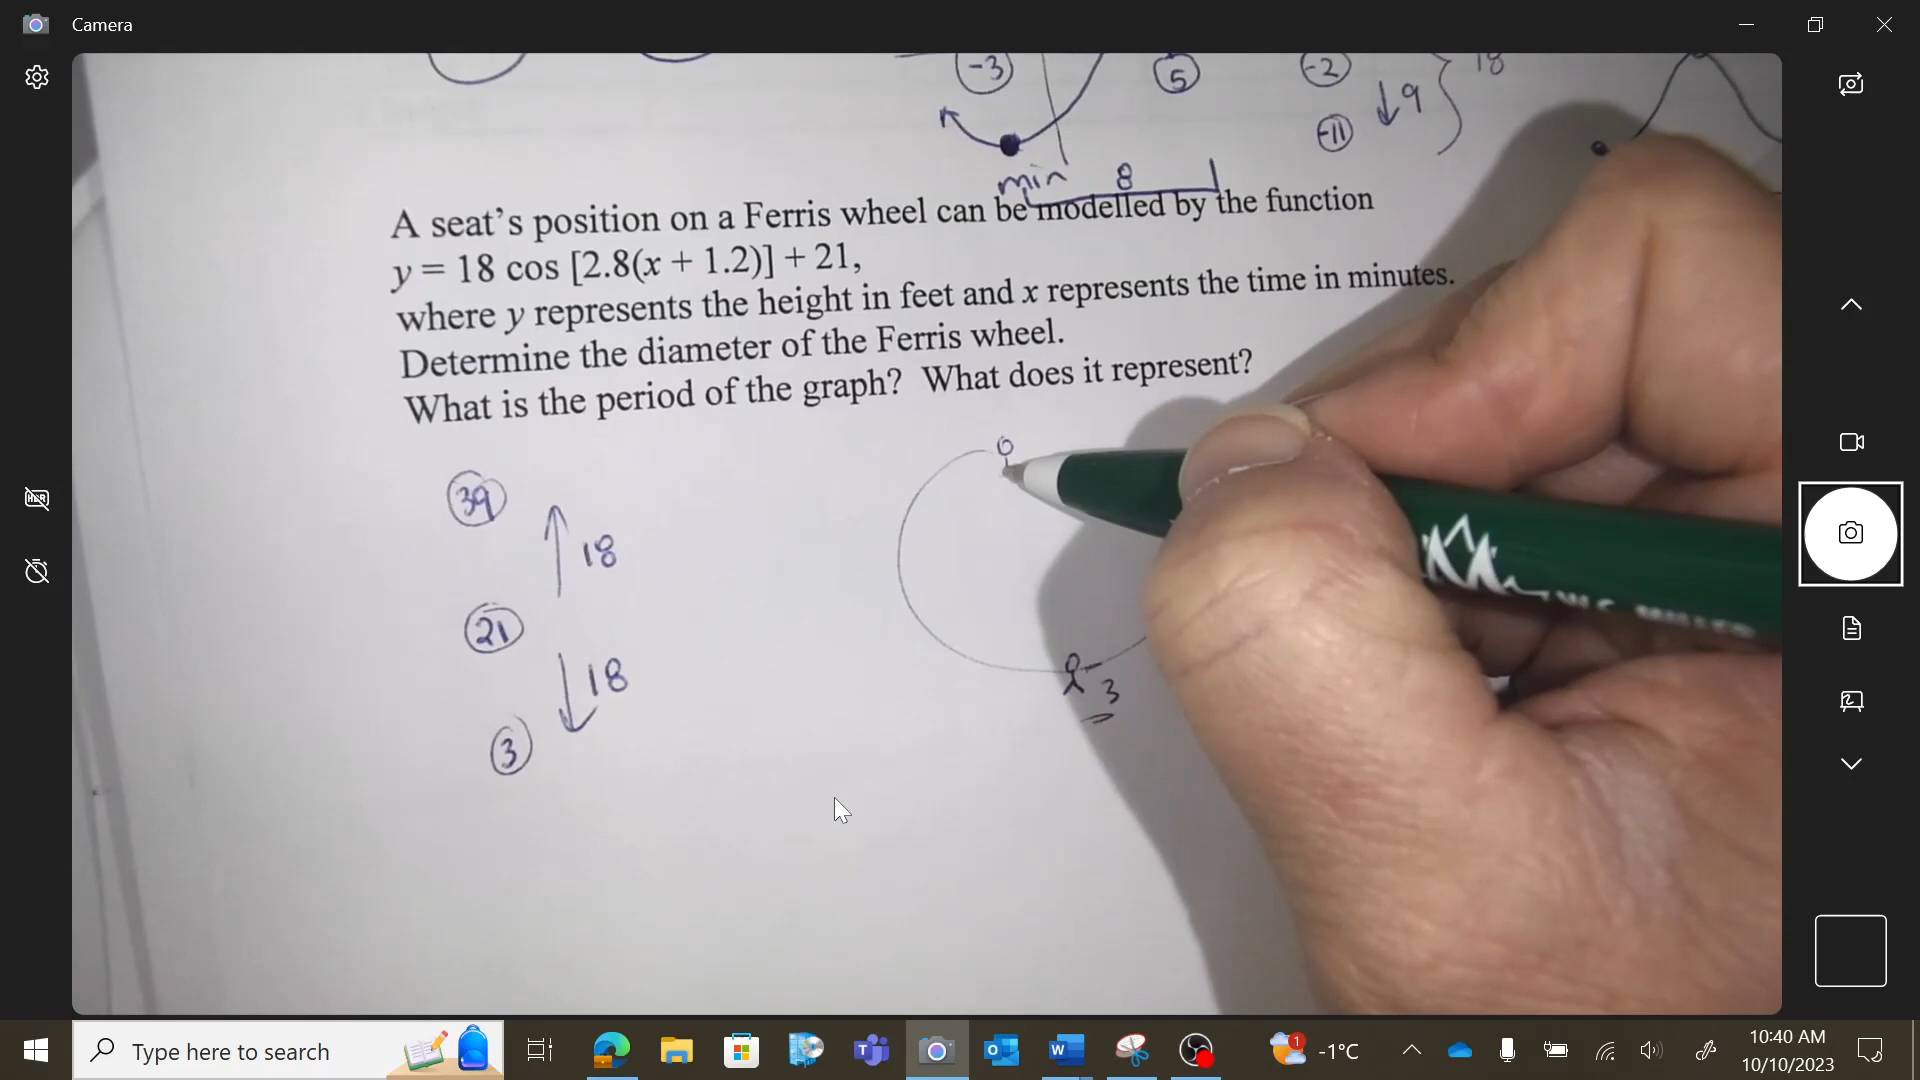 Camera
-3
5
-2
18
9
-11
min
8
A seat's position on a Ferris wheel can be modelled by the function
y = 18 cos [2.8(x + 1.2)] + 21,
where y represents the height in feet and x represents the time in minutes.
Determine the diameter of the Ferris wheel.
What is the period of the graph? What does it represent?
39
18
21
18
3
3
HDR
Type here to search
1
-1°C
10:40 AM
10/10/2023